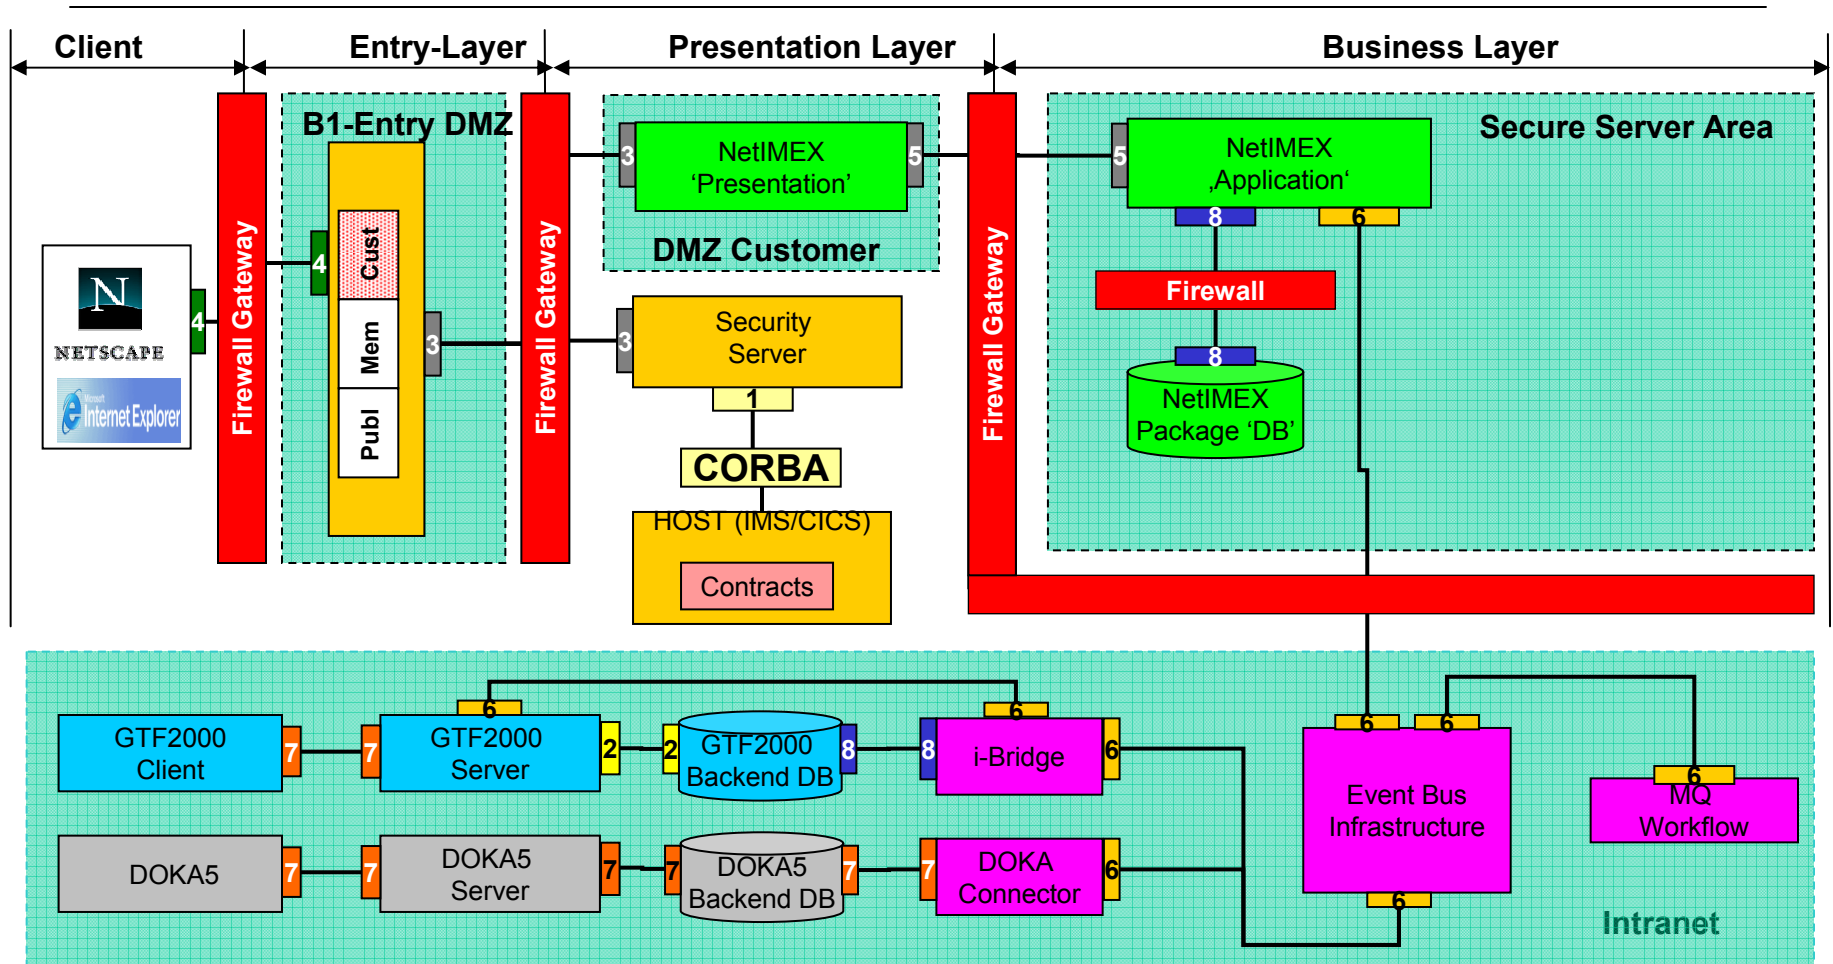 Client
Entry-Layer
Presentation Layer
Business Layer
B1-Entry DMZ
Secure Server Area
3
NetIMEX
‘Presentation’
5
5
NetIMEX
‚Application‘
8
6
DMZ Customer
Firewall Gateway
4
Cust
Mem
Publ
3
Firewall Gateway
Firewall Gateway
Firewall
N
NETSCAPE
Microsoft
Internet Explorer
4
3
Security
Server
1
8
NetIMEX
Package ‘DB’
CORBA
HOST (IMS/CICS)
Contracts
6
6
6
6
GTF2000
Client
7
7
GTF2000
Server
2
2
GTF2000
Backend DB
8
8
i-Bridge
6
Event Bus
Infrastructure
6
MQ
Workflow
DOKA5
7
7
DOKA5
Server
7
7
DOKA5
Backend DB
7
7
DOKA
Connector
6
6
Intranet